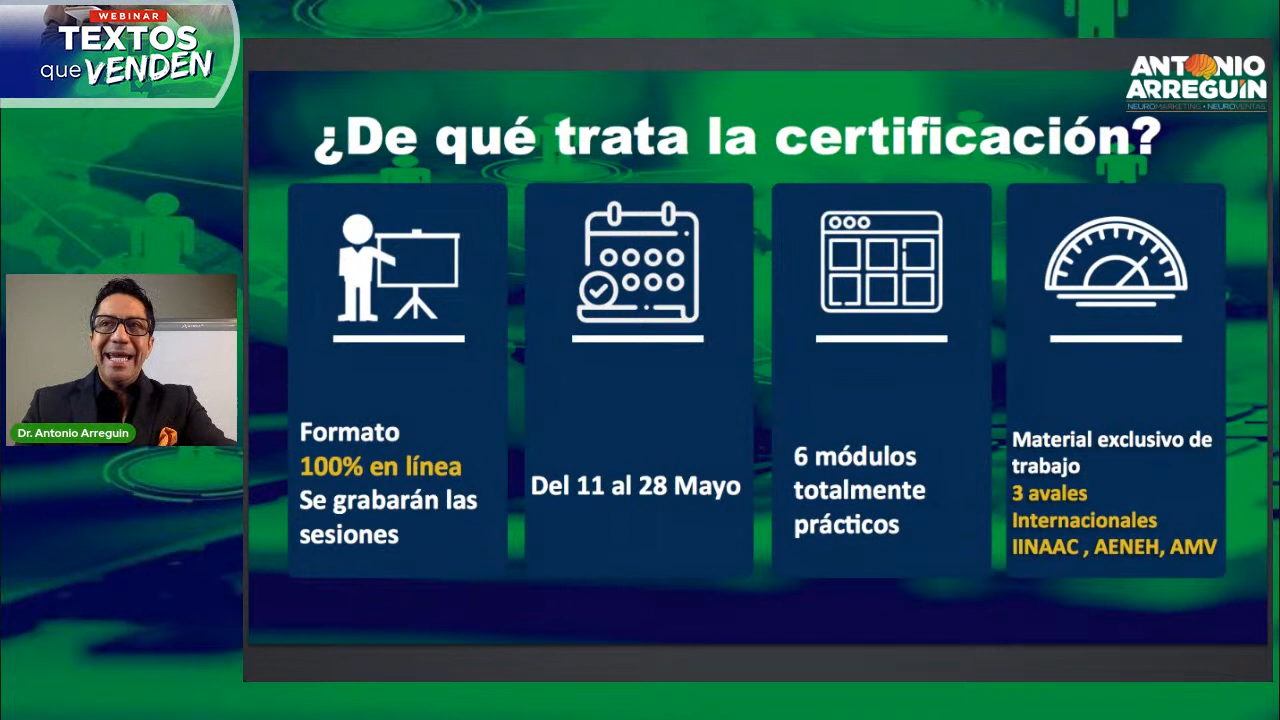 WEBINAR
TEXTOS
que VENDEN
ANTONIO
ARREGUÍN
NEUROMARKETING • NEUROVENTAS
¿De qué trata la certificación?
Formato
100% en línea
Se grabarán las
sesiones
Del 11 al 28 Mayo
6 módulos
totalmente
prácticos
Material exclusivo de
trabajo
3 avales
Internacionales
IINAAC , AENEH, AMV
Dr. Antonio Arreguin